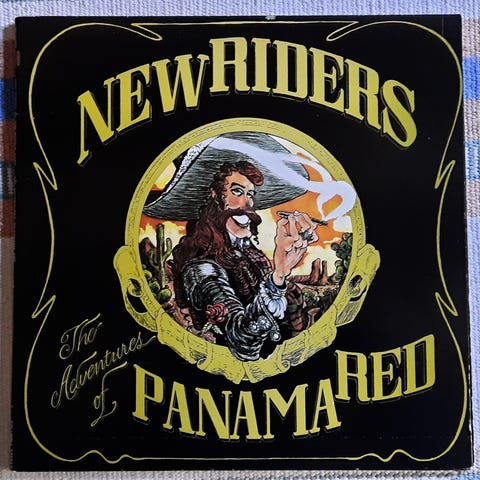 NEW RIDERS
The
Adventures
of
PANAMA RED